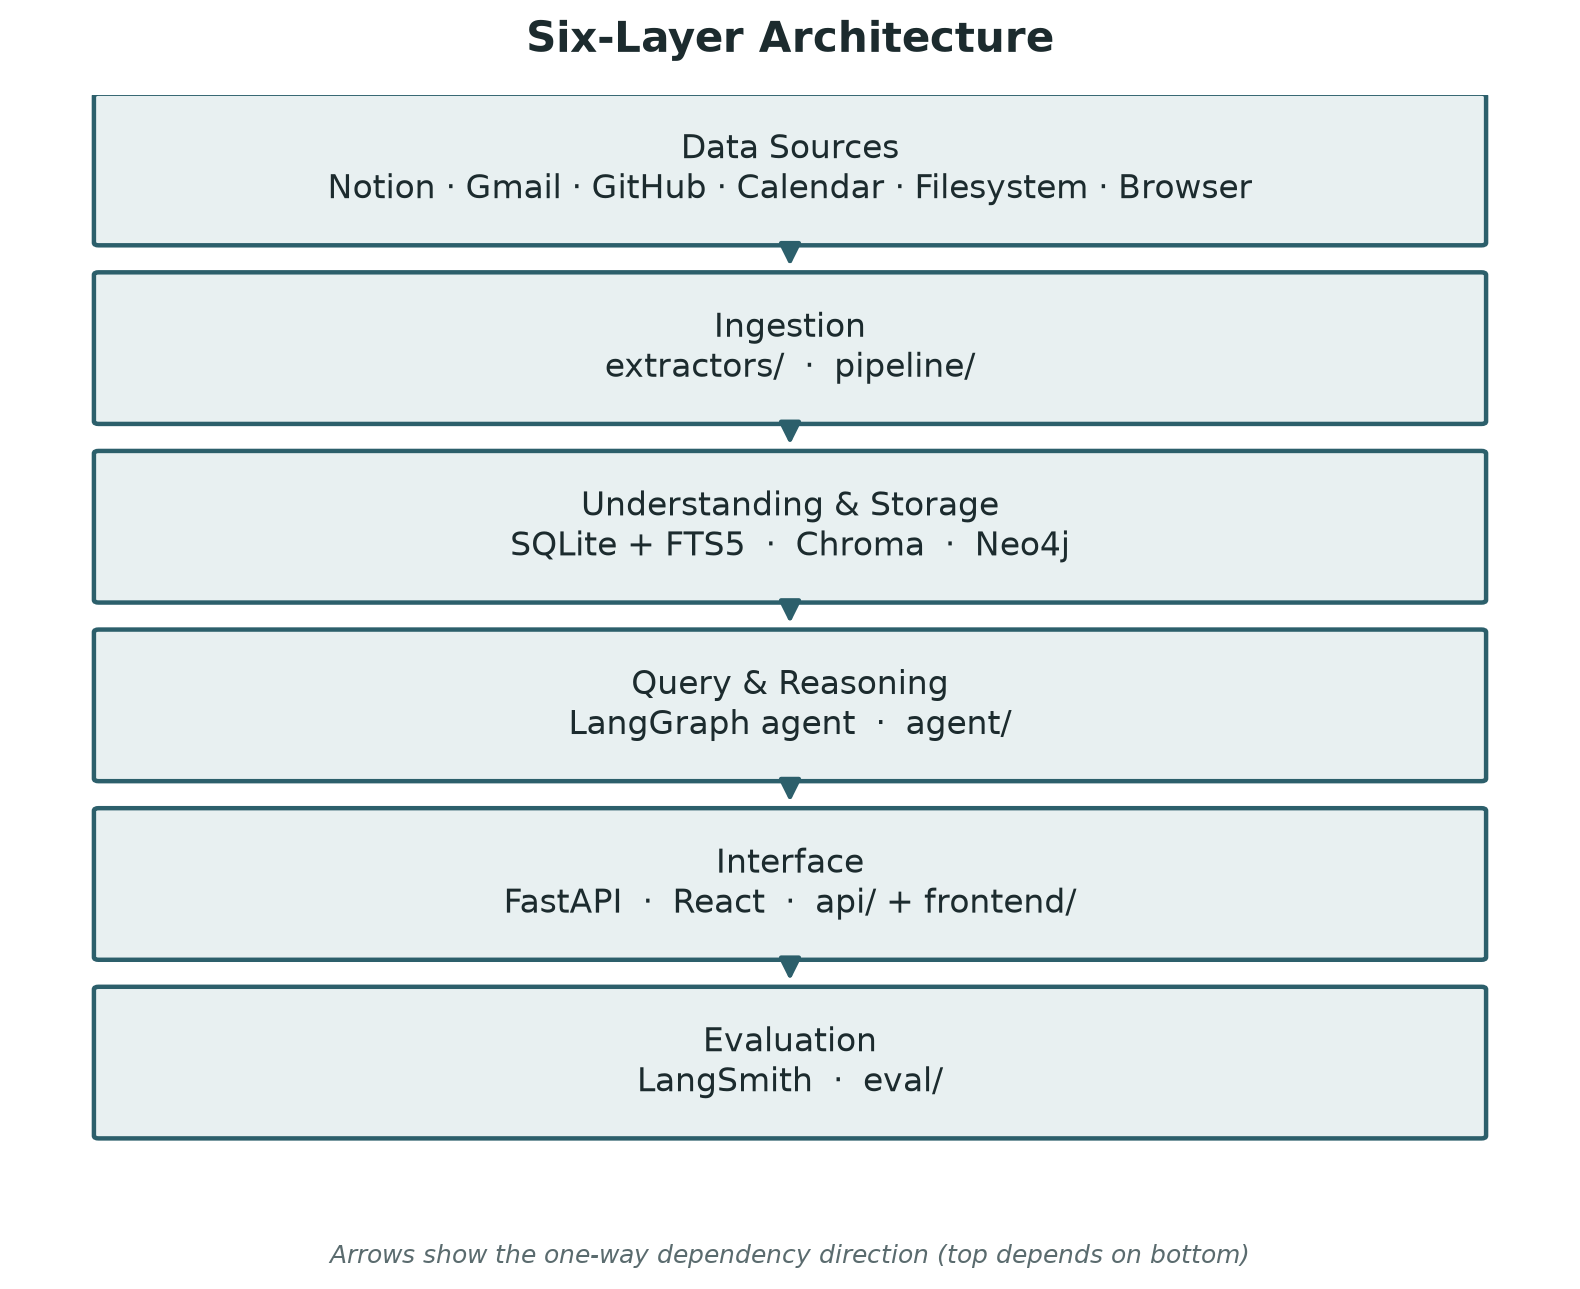 Six-Layer Architecture
Data Sources
Notion · Gmail · GitHub · Calendar · Filesystem · Browser
Ingestion
extractors/ · pipeline/
Understanding & Storage
SQLite + FTS5 · Chroma · Neo4j
Query & Reasoning
LangGraph agent · agent/
Interface
FastAPI · React · api/ + frontend/
Evaluation
LangSmith · eval/
Arrows show the one-way dependency direction (top depends on bottom)